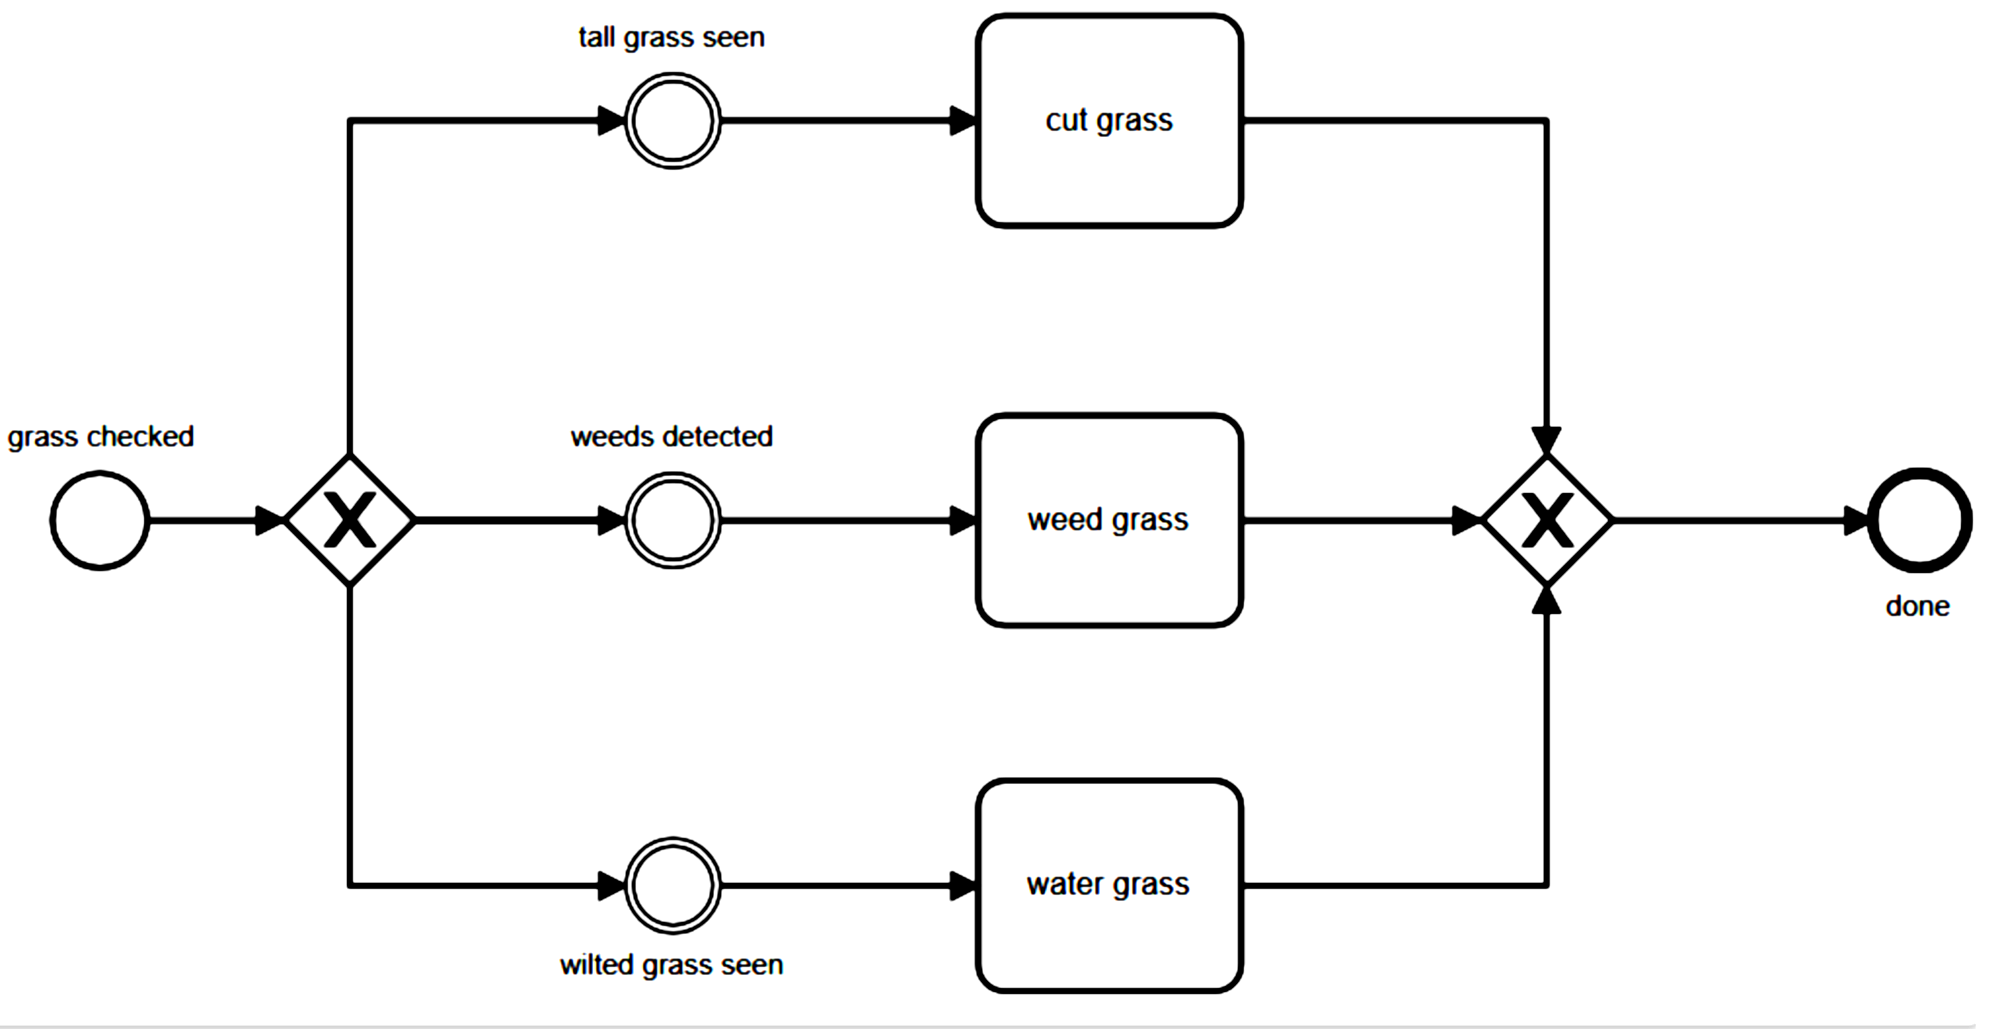 tall grass seen
cut grass
grass checked
X
weeds detected
weed grass
X
done
water grass
wilted grass seen